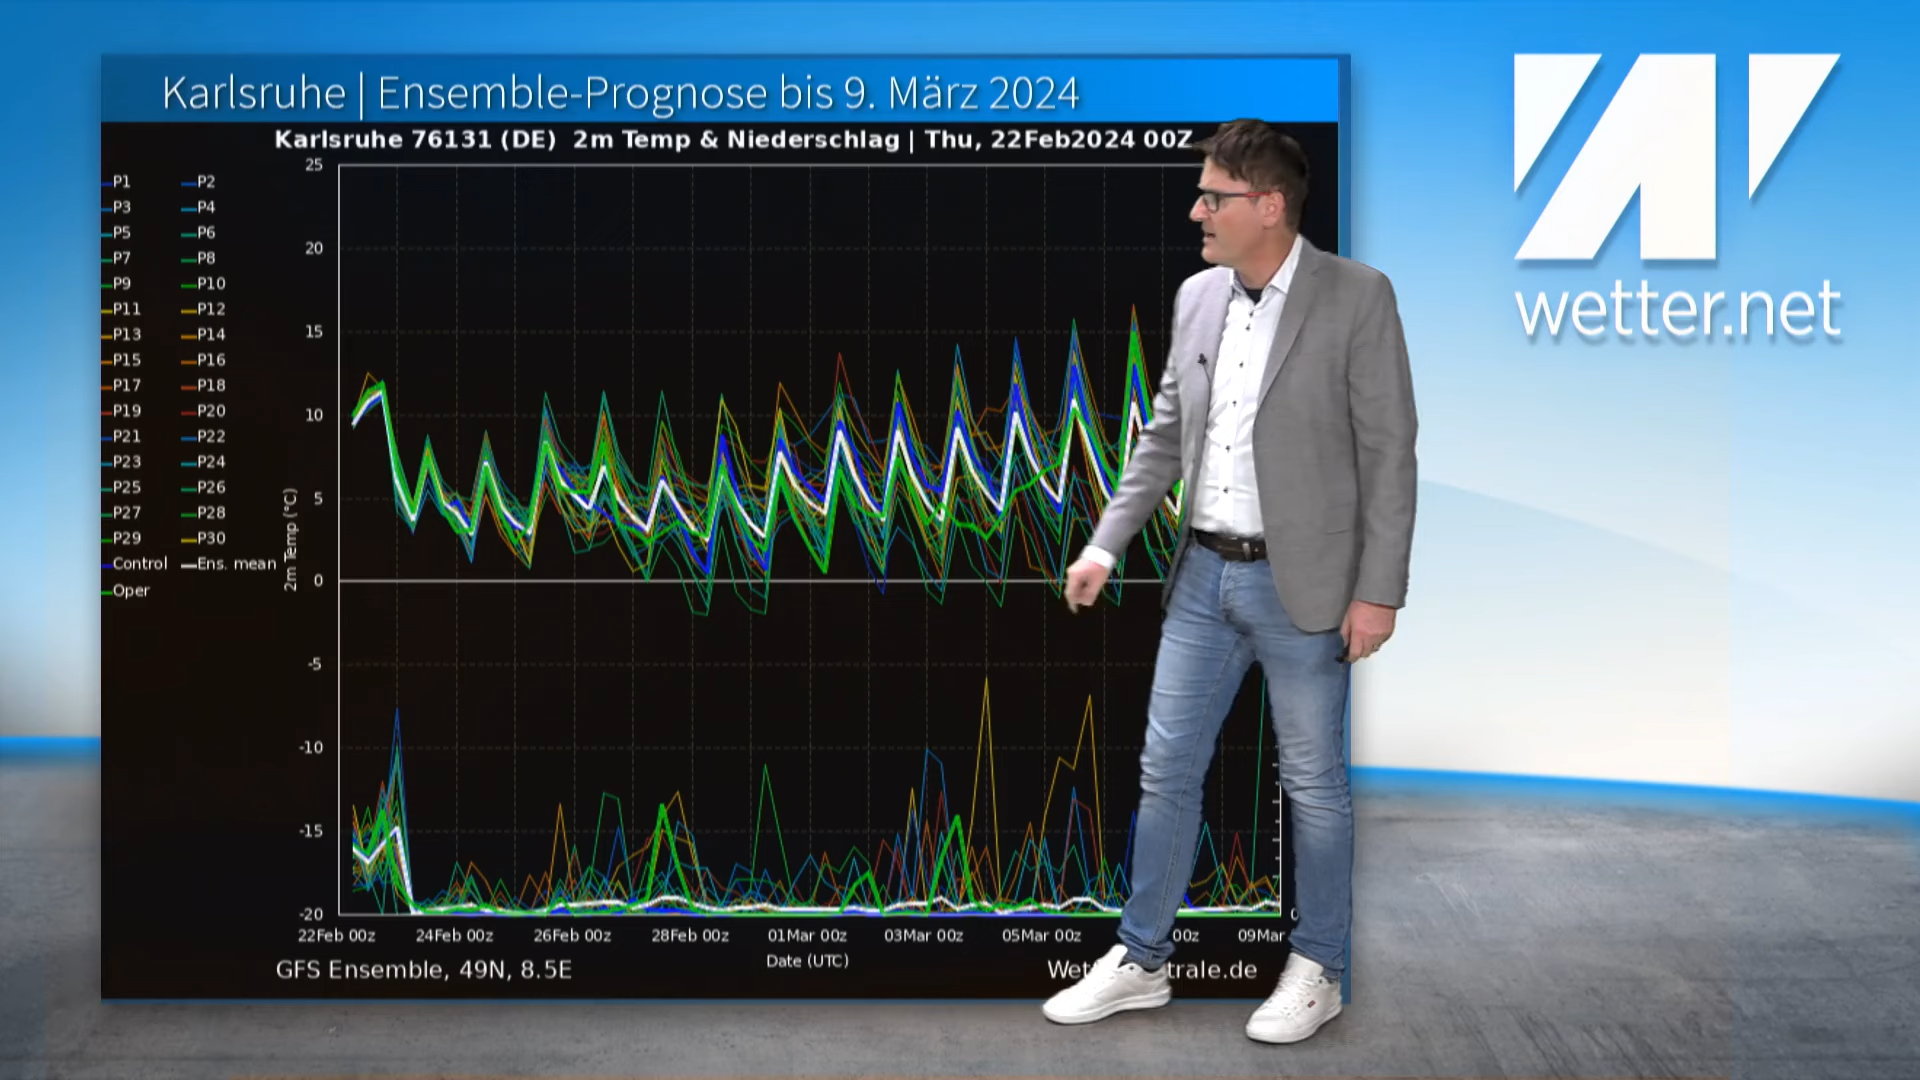 Karlsruhe | Ensemble-Prognose bis 9. März 2024
Karlsruhe 76131 (DE) 2m Temp & Niederschlag | Thu, 22Feb2024 00Z
wetter.net
P1 P2
P3 P4
P5 P6
P7 P8
P9 P10
P11 P12
P13 P14
P15 P16
P17 P18
P19 P20
P21 P22
P23 P24
P25 P26
P27 P28
P29 P30
Control Ens. mean
Oper
2m Temp (°C)
25
20
15
10
5
0
-5
-10
-15
-20
0
22Feb 00z 24Feb 00z 26Feb 00z 28Feb 00z 01Mar 00z 03Mar 00z 05Mar 00z 00z 09Mar
Date (UTC)
GFS Ensemble, 49N, 8.5E
trale.de